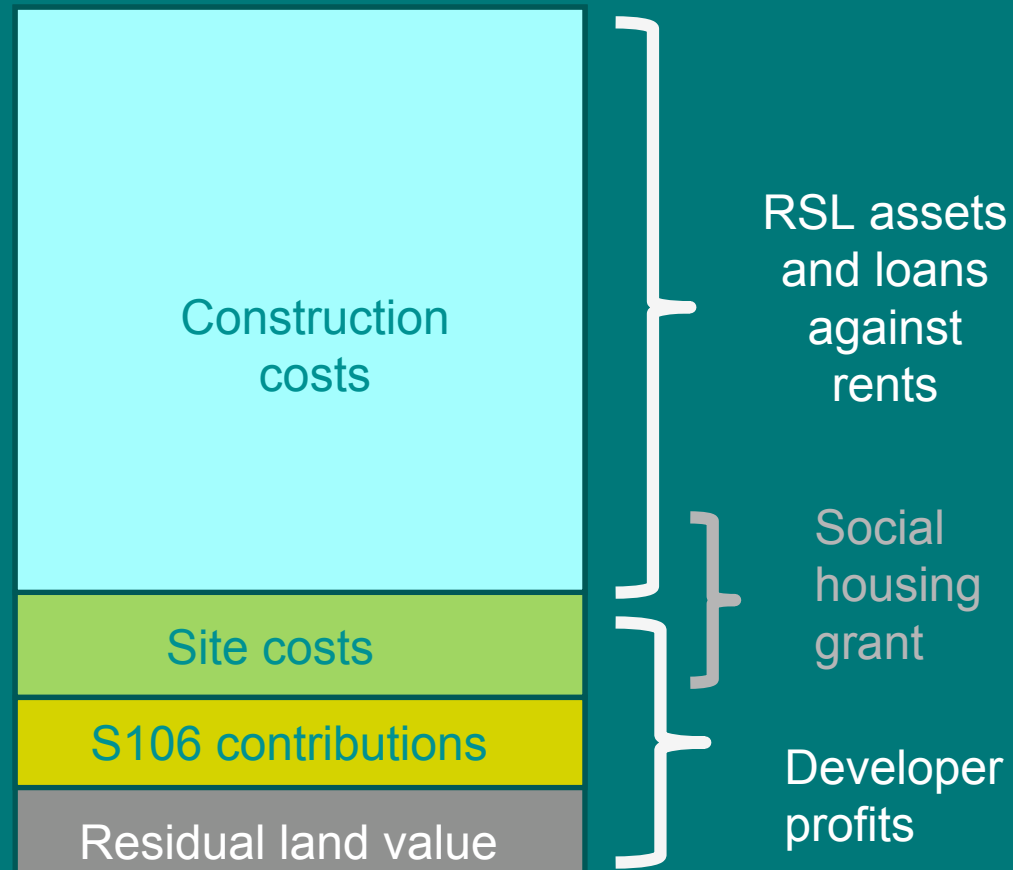 Construction
costs
Site costs
S106 contributions
Residual land value
RSL assets
and loans
against
rents
Social
housing
grant
Developer
profits